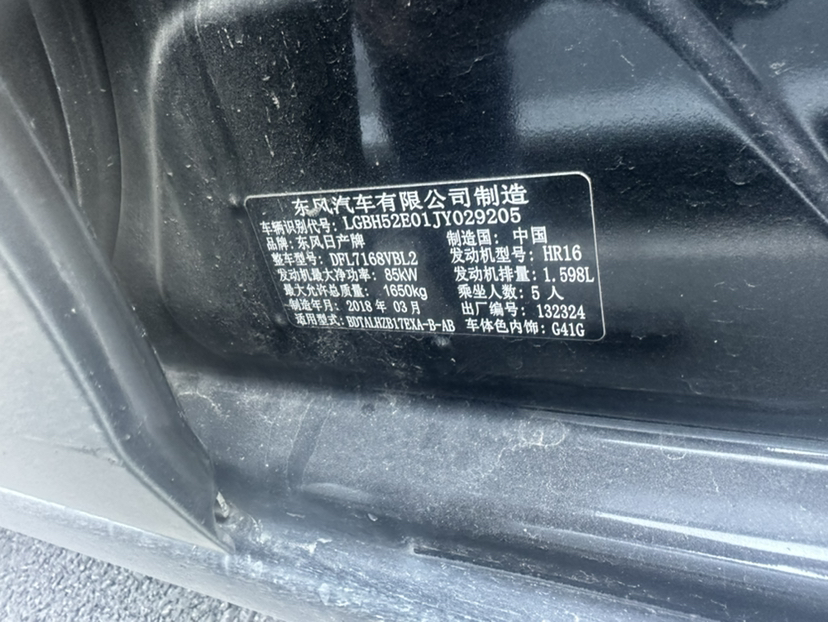 东风汽车有限公司制造
车辆识别代号: LGBH52E01JY029205
品牌: 东风日产牌 制造国: 中国
整车型号: DFL7168VBL2 发动机型号: HR16
发动机最大净功率: 85kW 发动机排量: 1.598L
最大允许总质量: 1650kg 乘坐人数: 5 人
制造年月: 2018 年 03 月 出厂编号: 132324
适用型式: BDTALHZB17EXA-B-AB 车体色内饰: G41G